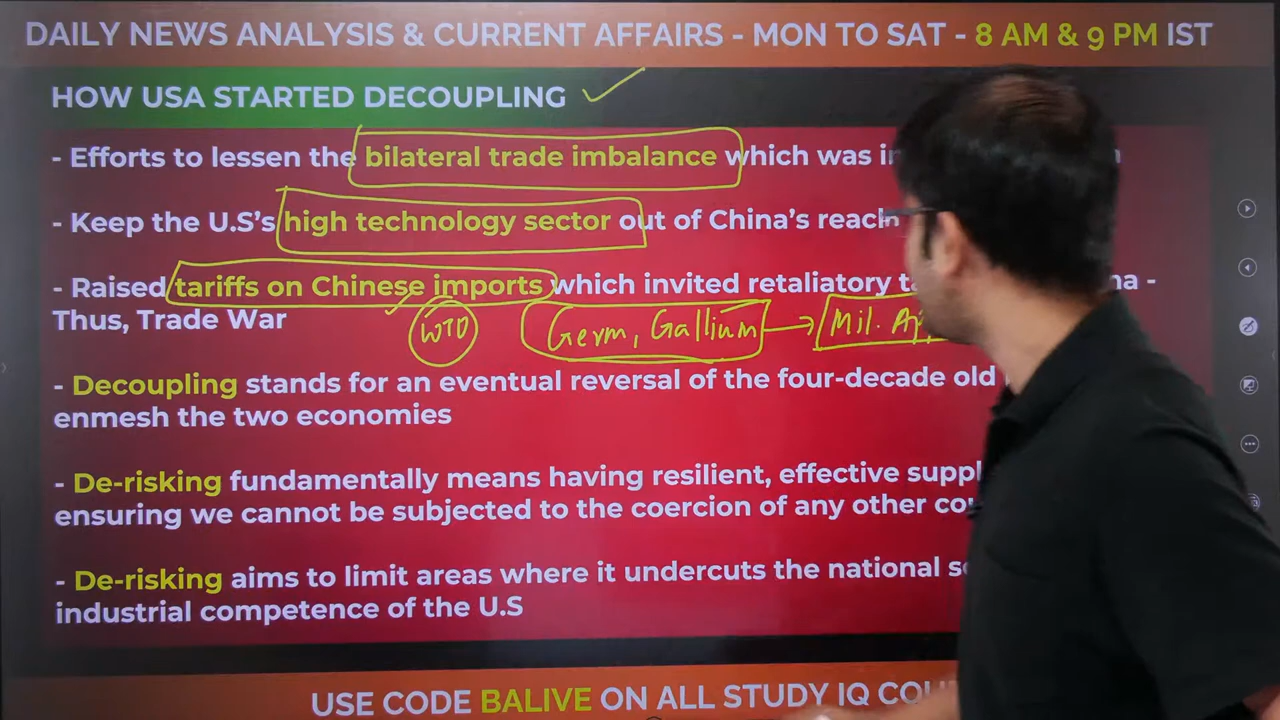 DAILY NEWS ANALYSIS & CURRENT AFFAIRS - MON TO SAT - 8 AM & 9 PM IST
HOW USA STARTED DECOUPLING
- Efforts to lessen the bilateral trade imbalance which was
- Keep the U.S's high technology sector out of China's reach
- Raised tariffs on Chinese imports which invited retaliatory
Thus, Trade War
WTO Germ, Gallium → Mil.
- Decoupling stands for an eventual reversal of the four-decade old
enmesh the two economies
- De-risking fundamentally means having resilient, effective
ensuring we cannot be subjected to the coercion of any other
- De-risking aims to limit areas where it undercuts the national
industrial competence of the U.S
USE CODE BALIVE ON ALL STUDY IQ